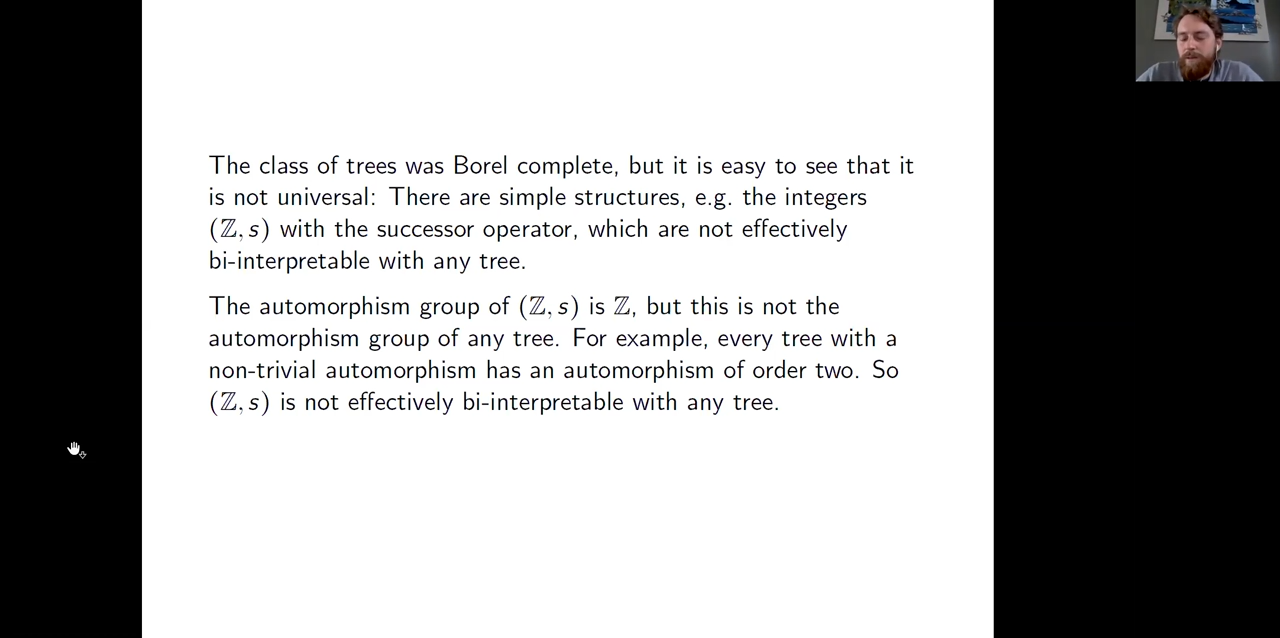 The class of trees was Borel complete, but it is easy to see that it
is not universal: There are simple structures, e.g. the integers
(ℤ, s) with the successor operator, which are not effectively
bi-interpretable with any tree.
The automorphism group of (ℤ, s) is ℤ, but this is not the
automorphism group of any tree. For example, every tree with a
non-trivial automorphism has an automorphism of order two. So
(ℤ, s) is not effectively bi-interpretable with any tree.